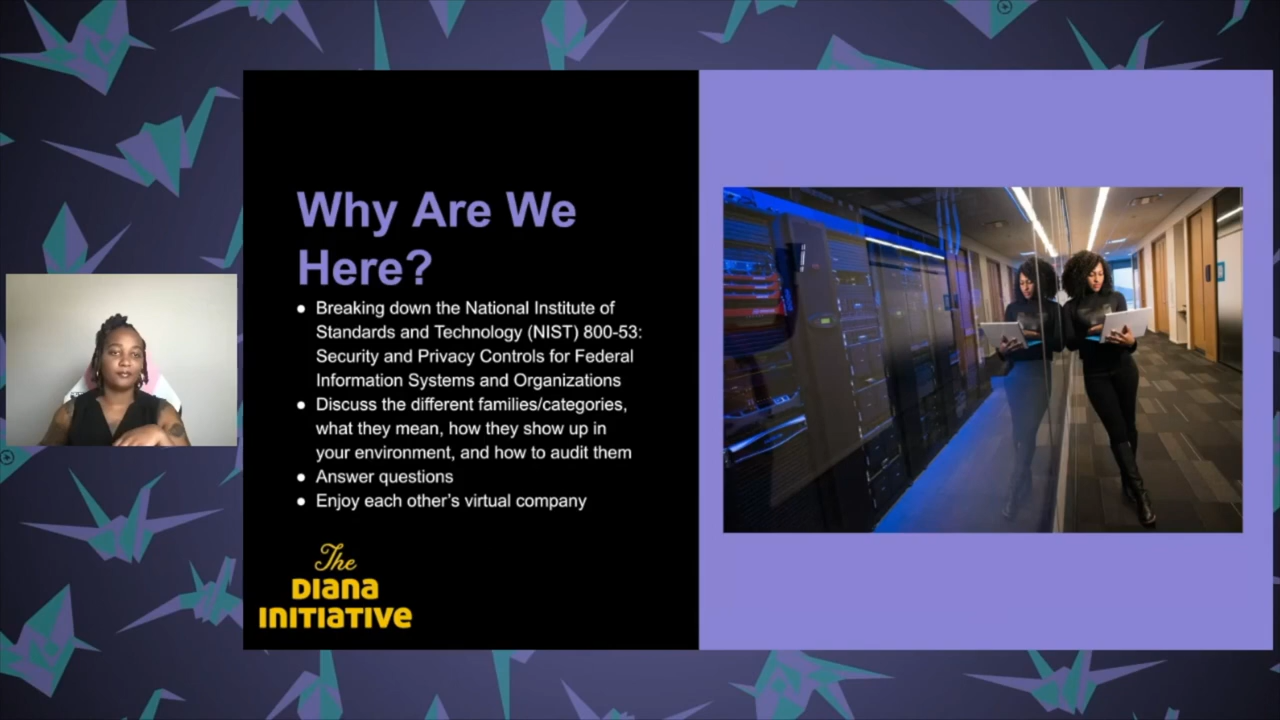 Why Are We
Here?
● Breaking down the National Institute of
Standards and Technology (NIST) 800-53:
Security and Privacy Controls for Federal
Information Systems and Organizations
● Discuss the different families/categories,
what they mean, how they show up in
your environment, and how to audit them
● Answer questions
● Enjoy each other's virtual company
The
DIANA
INITIATIVE